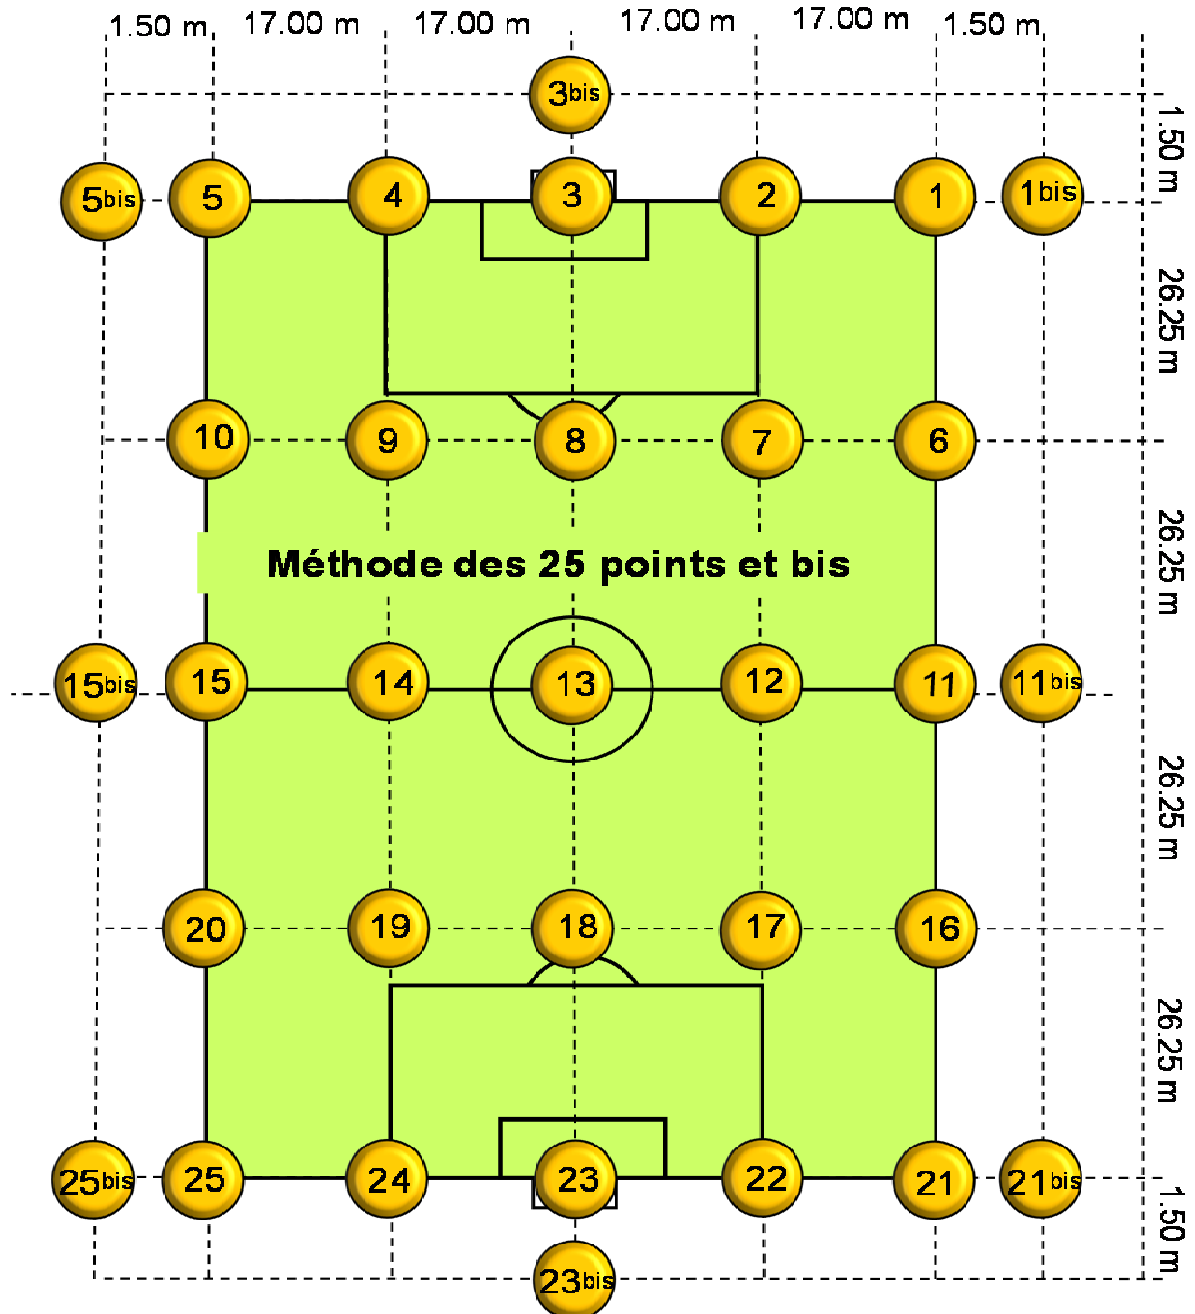 1.50 m 17.00 m 17.00 m 17.00 m 17.00 m 1.50 m
3bis
1.50 m
5bis 5 4 3 2 1 1bis
26.25 m
10 9 8 7 6
26.25 m
Méthode des 25 points et bis
15bis 15 14 13 12 11 11bis
26.25 m
20 19 18 17 16
26.25 m
25bis 25 24 23 22 21 21bis
1.50 m
23bis